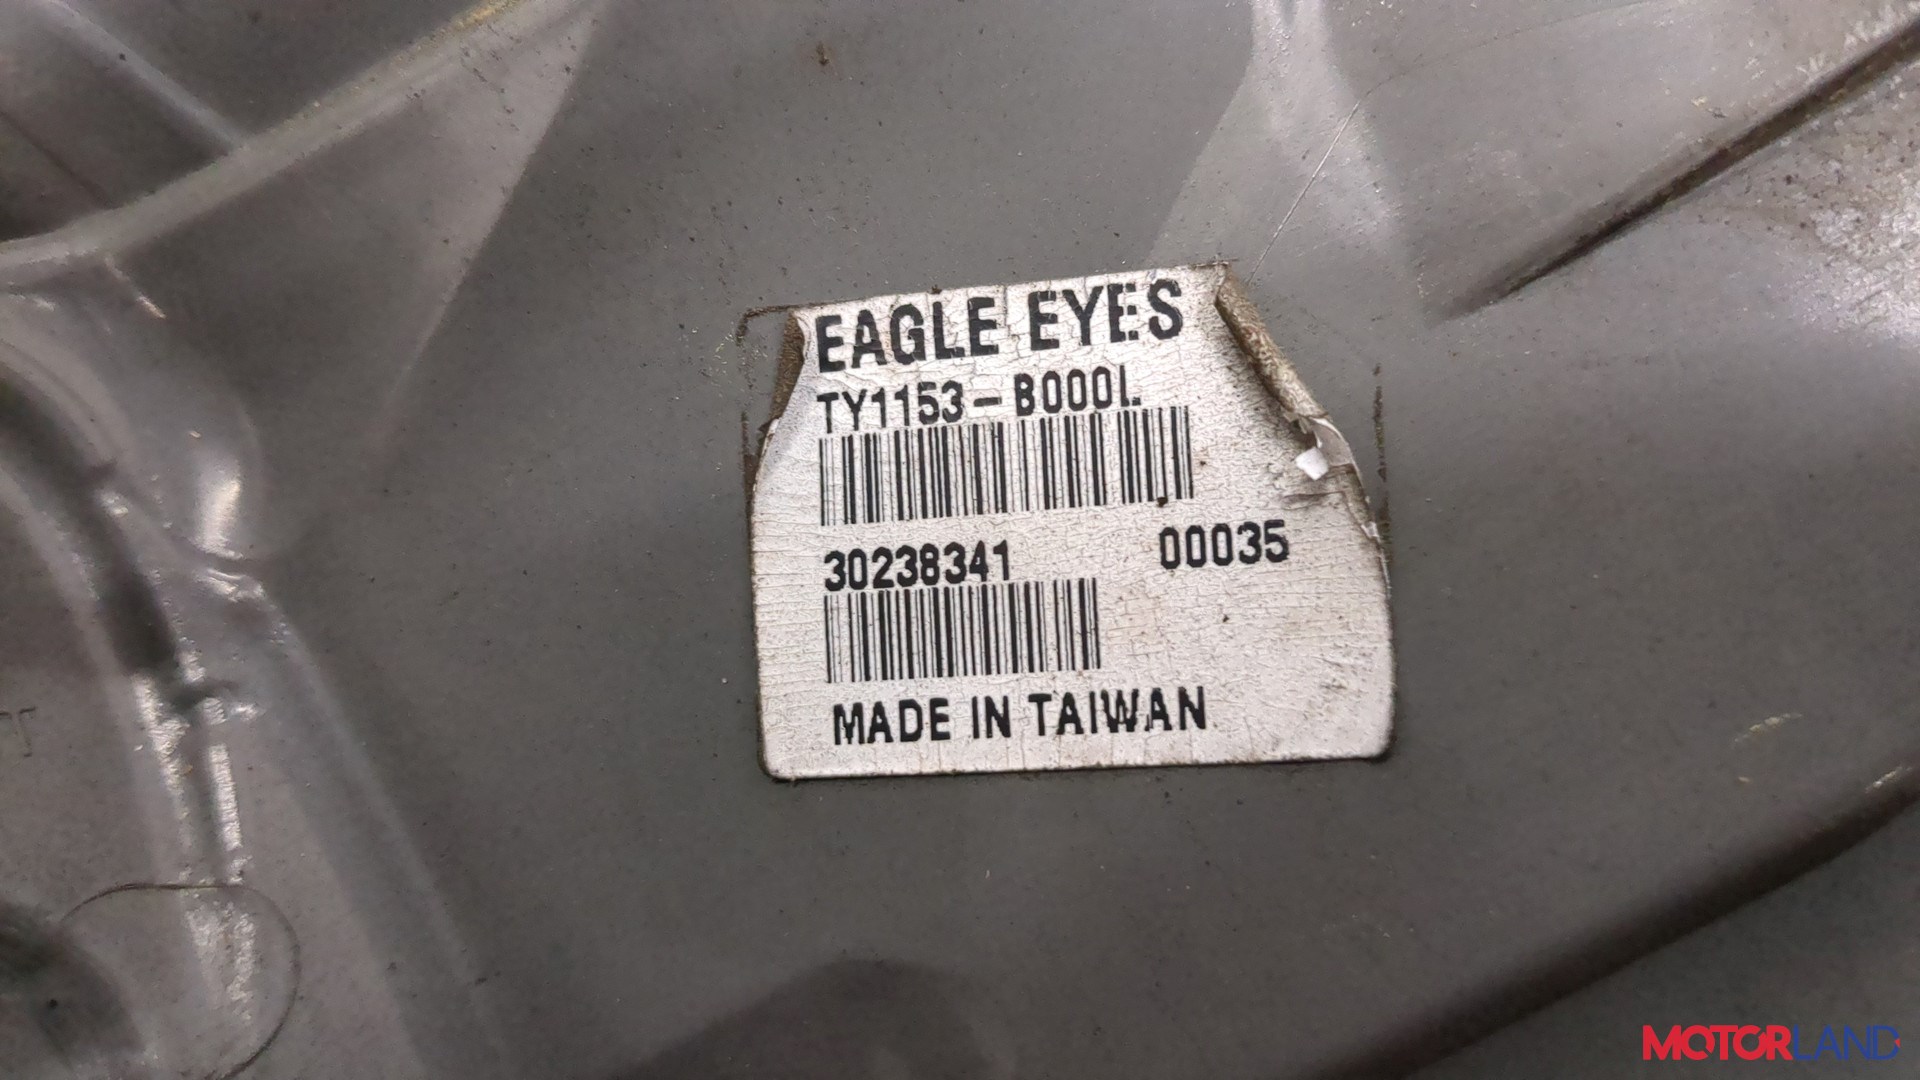 EAGLE EYES
TY1153-B000L
30238341 00035
MADE IN TAIWAN
MOTORLAND